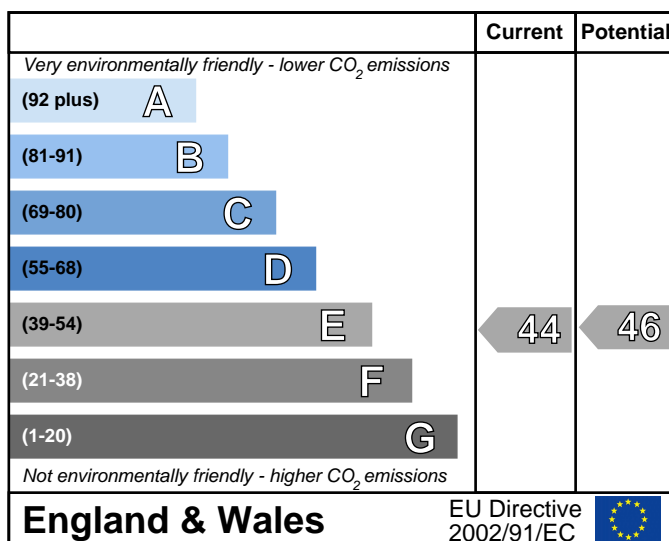 Current Potential
Very environmentally friendly - lower CO2 emissions
(92 plus) A
(81-91) B
(69-80) C
(55-68) D
(39-54) E 44 46
(21-38) F
(1-20) G
Not environmentally friendly - higher CO2 emissions
England & Wales
EU Directive
2002/91/EC